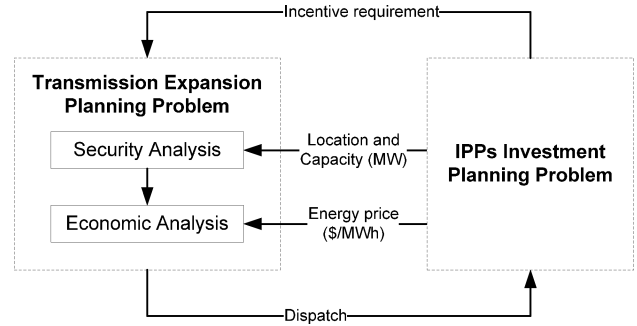 Incentive requirement
Transmission Expansion
Planning Problem
Security Analysis
Economic Analysis
Location and
Capacity (MW)
Energy price
($/MWh)
IPPs Investment
Planning Problem
Dispatch